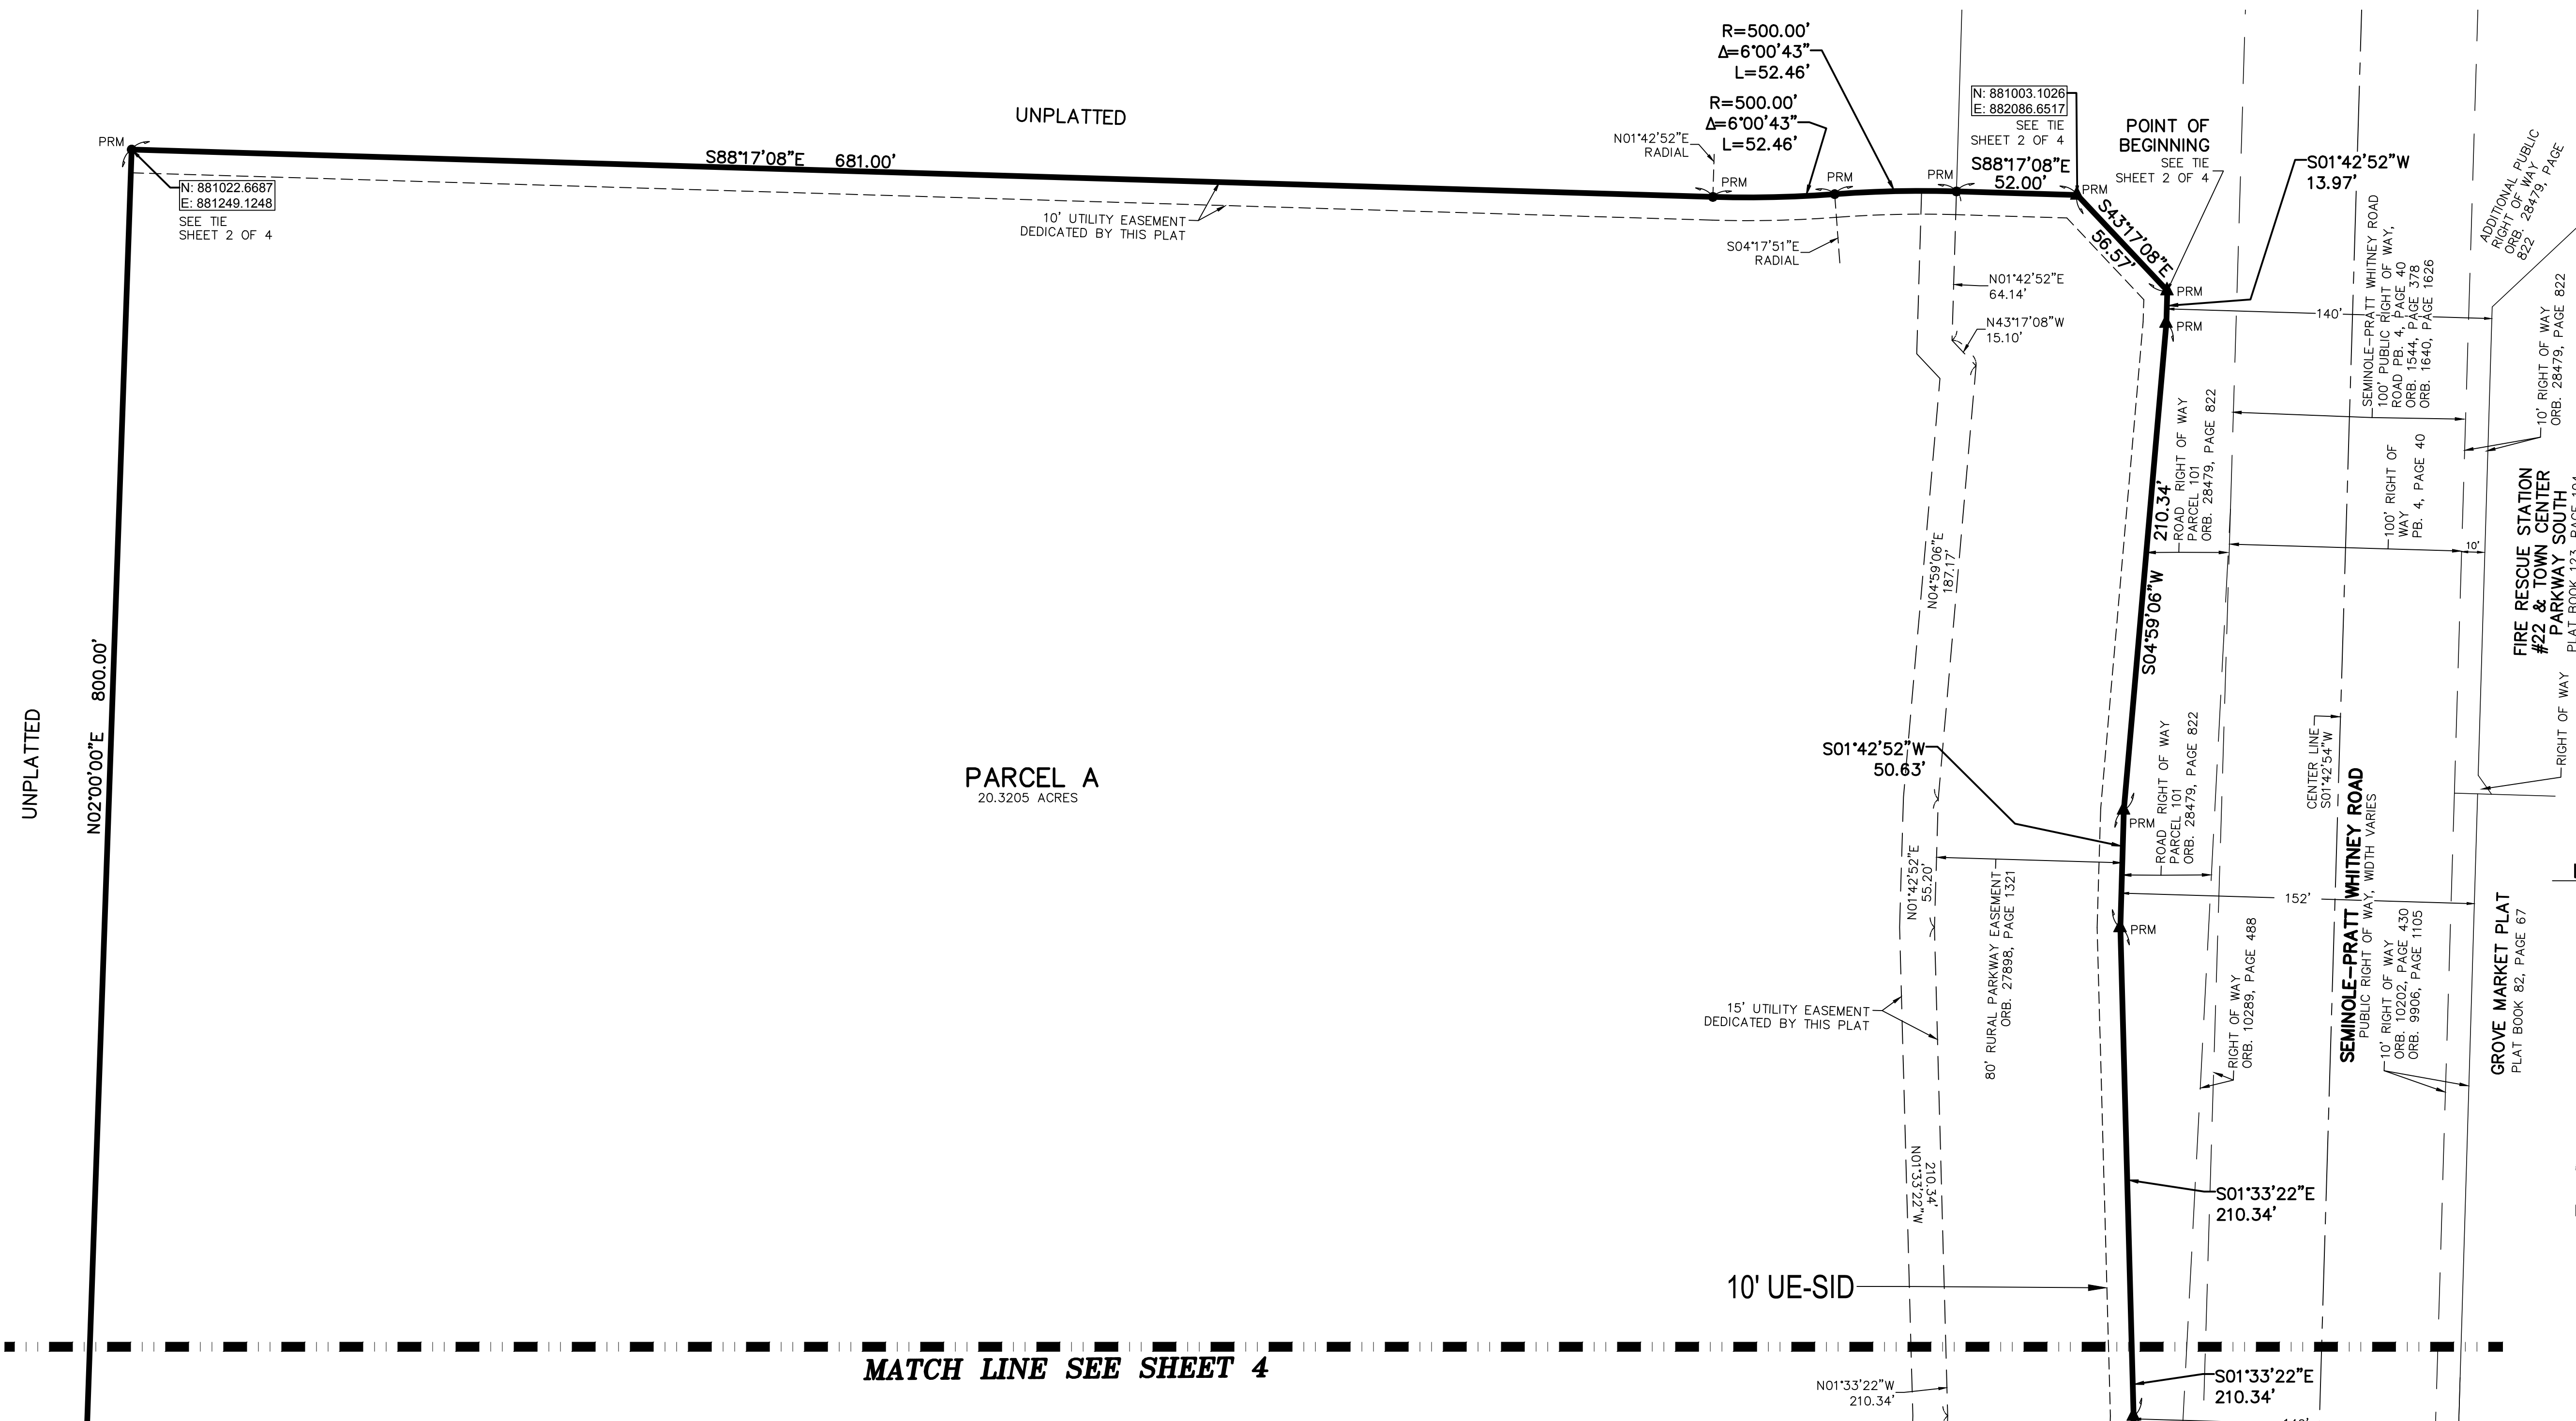 R=500.00'
Δ=6°00'43"
L=52.46'
R=500.00'
Δ=6°00'43"
L=52.46'
UNPLATTED
N01°42'52"E
RADIAL
N: 881003.1026
E: 882086.6517
SEE TIE
SHEET 2 OF 4
POINT OF
BEGINNING
SEE TIE
SHEET 2 OF 4
S01°42'52"W
13.97'
PRM
S88°17'08"E 681.00'
PRM
PRM
PRM
S88°17'08"E
52.00'
PRM
N: 881022.6687
E: 881249.1248
SEE TIE
SHEET 2 OF 4
10' UTILITY EASEMENT
DEDICATED BY THIS PLAT
S04°17'51"E
RADIAL
S43°17'08"E
56.57'
PRM
PRM
N01°42'52"E
64.14'
N43°17'08"W
15.10'
140'
SEMINOLE-PRATT WHITNEY ROAD
100' PUBLIC RIGHT OF WAY,
ROAD PB. 4, PAGE 40
ORB. 1544, PAGE 378
ORB. 1640, PAGE 1626
ADDITIONAL PUBLIC
RIGHT OF WAY
ORB. 28479, PAGE
822
10' RIGHT OF WAY
ORB. 28479, PAGE 822
210.34'
S04°59'06"W
ROAD RIGHT OF WAY
PARCEL 101
ORB. 28479, PAGE 822
100' RIGHT OF
WAY
PB. 4, PAGE 40
10'
FIRE RESCUE STATION
#22 & TOWN CENTER
PARKWAY SOUTH
PLAT BOOK 123, PAGE 194
N04°59'06"E
187.17'
RIGHT OF WAY
UNPLATTED
N02°00'00"E 800.00'
PARCEL A
20.3205 ACRES
S01°42'52"W
50.63'
PRM
ROAD RIGHT OF WAY
PARCEL 101
ORB. 28479, PAGE 822
CENTER LINE
S01°42'54"W
SEMINOLE-PRATT WHITNEY ROAD
PUBLIC RIGHT OF WAY, WIDTH VARIES
N01°42'52"E
55.20'
152'
PRM
80' RURAL PARKWAY EASEMENT
ORB. 27898, PAGE 1321
RIGHT OF WAY
ORB. 10289, PAGE 488
10' RIGHT OF WAY
ORB. 10202, PAGE 430
ORB. 9906, PAGE 1105
GROVE MARKET PLAT
PLAT BOOK 82, PAGE 67
15' UTILITY EASEMENT
DEDICATED BY THIS PLAT
N01°33'22"W
210.34'
S01°33'22"E
210.34'
10' UE-SID
MATCH LINE SEE SHEET 4
N01°33'22"W
210.34'
S01°33'22"E
210.34'